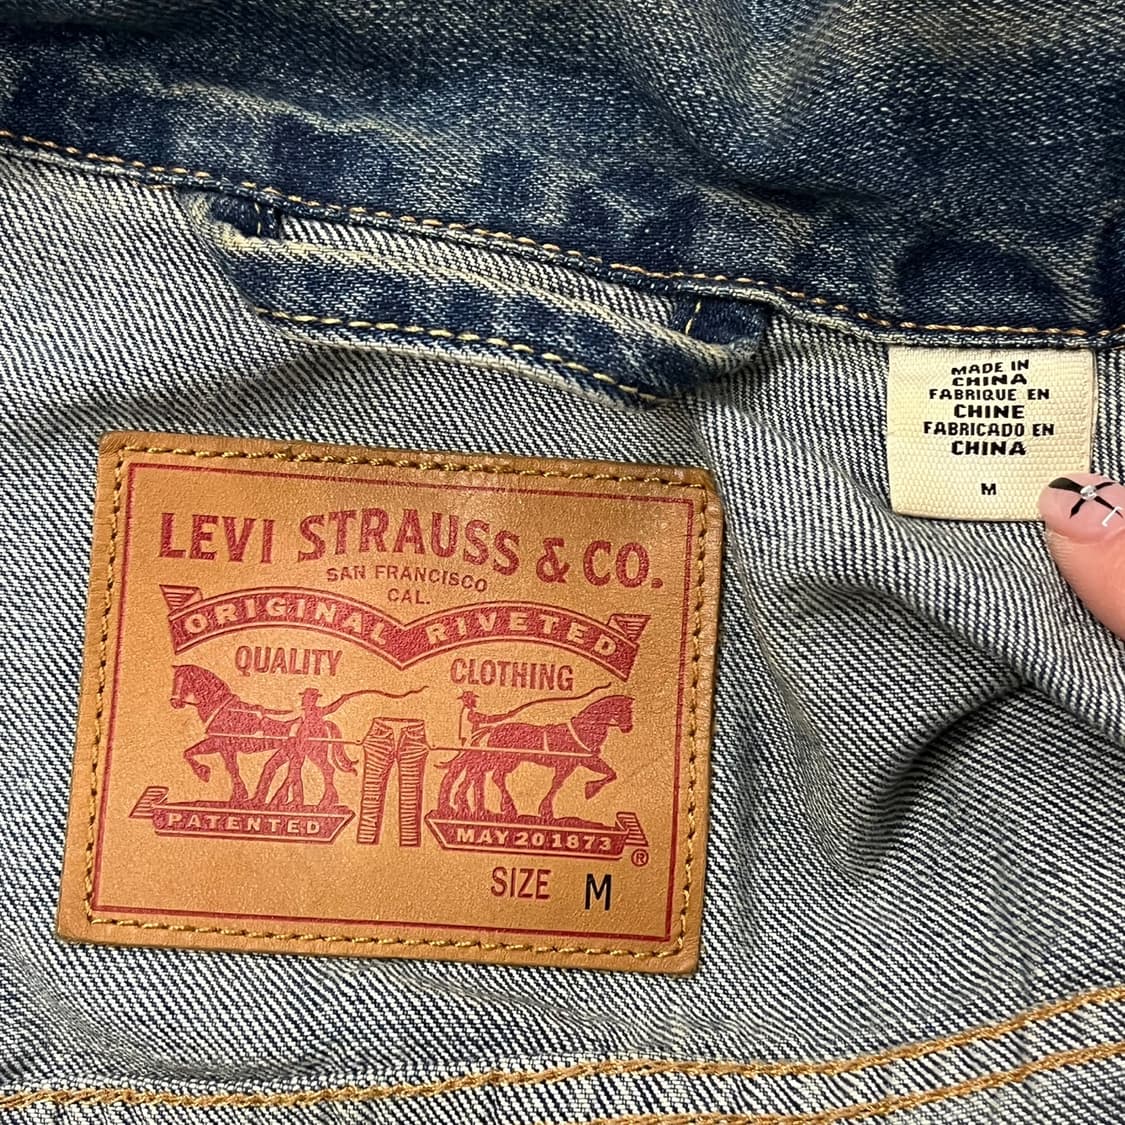 MADE IN
CHINA
FABRIQUE EN
CHINE
FABRICADO EN
CHINA
M
LEVI STRAUSS & CO.
SAN FRANCISCO
CAL.
ORIGINAL RIVETED
QUALITY CLOTHING
PATENTED MAY 20 1873
®
SIZE M